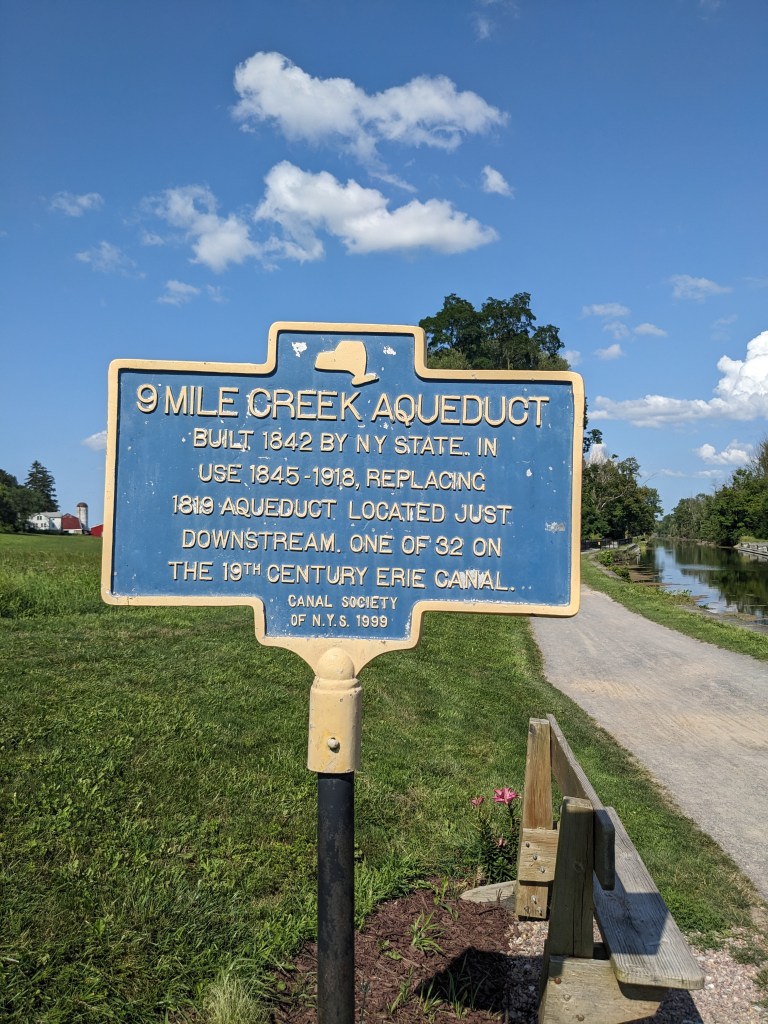 9 MILE CREEK AQUEDUCT
BUILT 1842 BY NY STATE. IN
USE 1845-1918, REPLACING
1819 AQUEDUCT LOCATED JUST
DOWNSTREAM. ONE OF 32 ON
THE 19TH CENTURY ERIE CANAL.
CANAL SOCIETY
OF N.Y.S. 1999